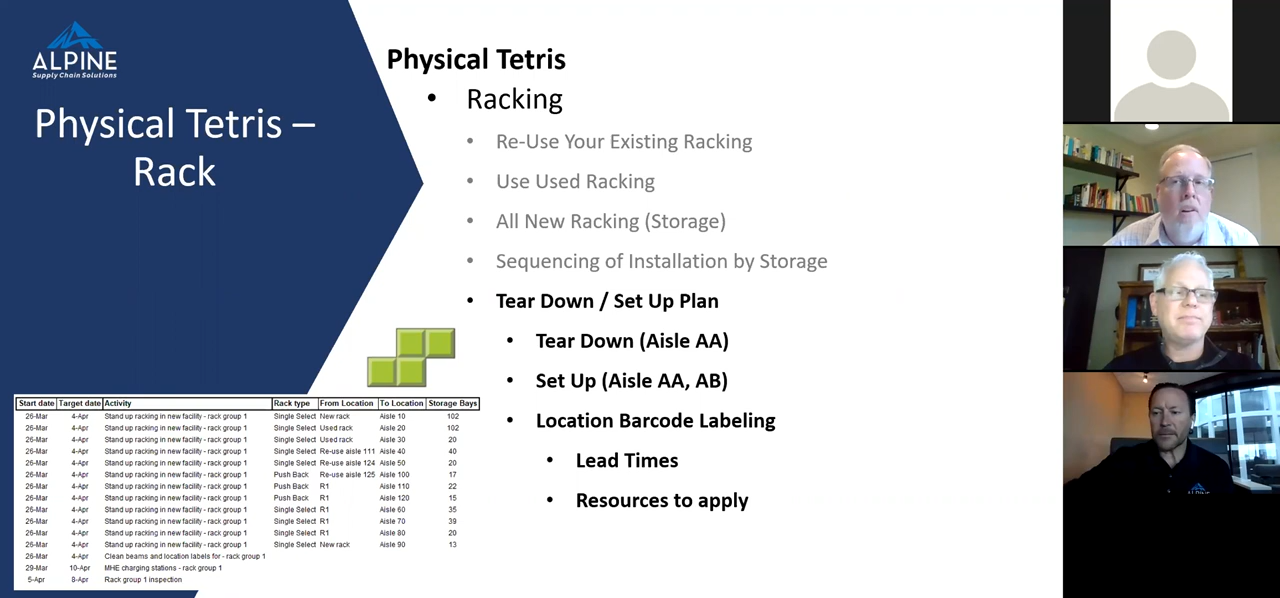 ALPINE
Supply Chain Solutions
Physical Tetris –
Rack
Physical Tetris
• Racking
• Re-Use Your Existing Racking
• Use Used Racking
• All New Racking (Storage)
• Sequencing of Installation by Storage
• Tear Down / Set Up Plan
• Tear Down (Aisle AA)
• Set Up (Aisle AA, AB)
• Location Barcode Labeling
• Lead Times
• Resources to apply
Start date Target date Activity Rack type From Location To Location Storage Bays
26-Mar 4-Apr Stand up racking in new facility - rack group 1 Single Select New rack Aisle 10 102
26-Mar 4-Apr Stand up racking in new facility - rack group 1 Single Select Used rack Aisle 20 102
26-Mar 4-Apr Stand up racking in new facility - rack group 1 Single Select Used rack Aisle 30 20
26-Mar 4-Apr Stand up racking in new facility - rack group 1 Single Select Re-use aisle 111 Aisle 40 40
26-Mar 4-Apr Stand up racking in new facility - rack group 1 Single Select Re-use aisle 124 Aisle 50 20
26-Mar 4-Apr Stand up racking in new facility - rack group 1 Push Back Re-use aisle 125 Aisle 100 17
26-Mar 4-Apr Stand up racking in new facility - rack group 1 Push Back R1 Aisle 110 22
26-Mar 4-Apr Stand up racking in new facility - rack group 1 Push Back R1 Aisle 120 15
26-Mar 4-Apr Stand up racking in new facility - rack group 1 Single Select R1 Aisle 60 35
26-Mar 4-Apr Stand up racking in new facility - rack group 1 Single Select R1 Aisle 70 39
26-Mar 4-Apr Stand up racking in new facility - rack group 1 Single Select R1 Aisle 80 20
26-Mar 4-Apr Stand up racking in new facility - rack group 1 Single Select New rack Aisle 90 13
26-Mar 4-Apr Clean beams and location labels for - rack group 1
29-Mar 10-Apr MHE charging stations - rack group 1
5-Apr 8-Apr Rack group 1 inspection
ALPINE